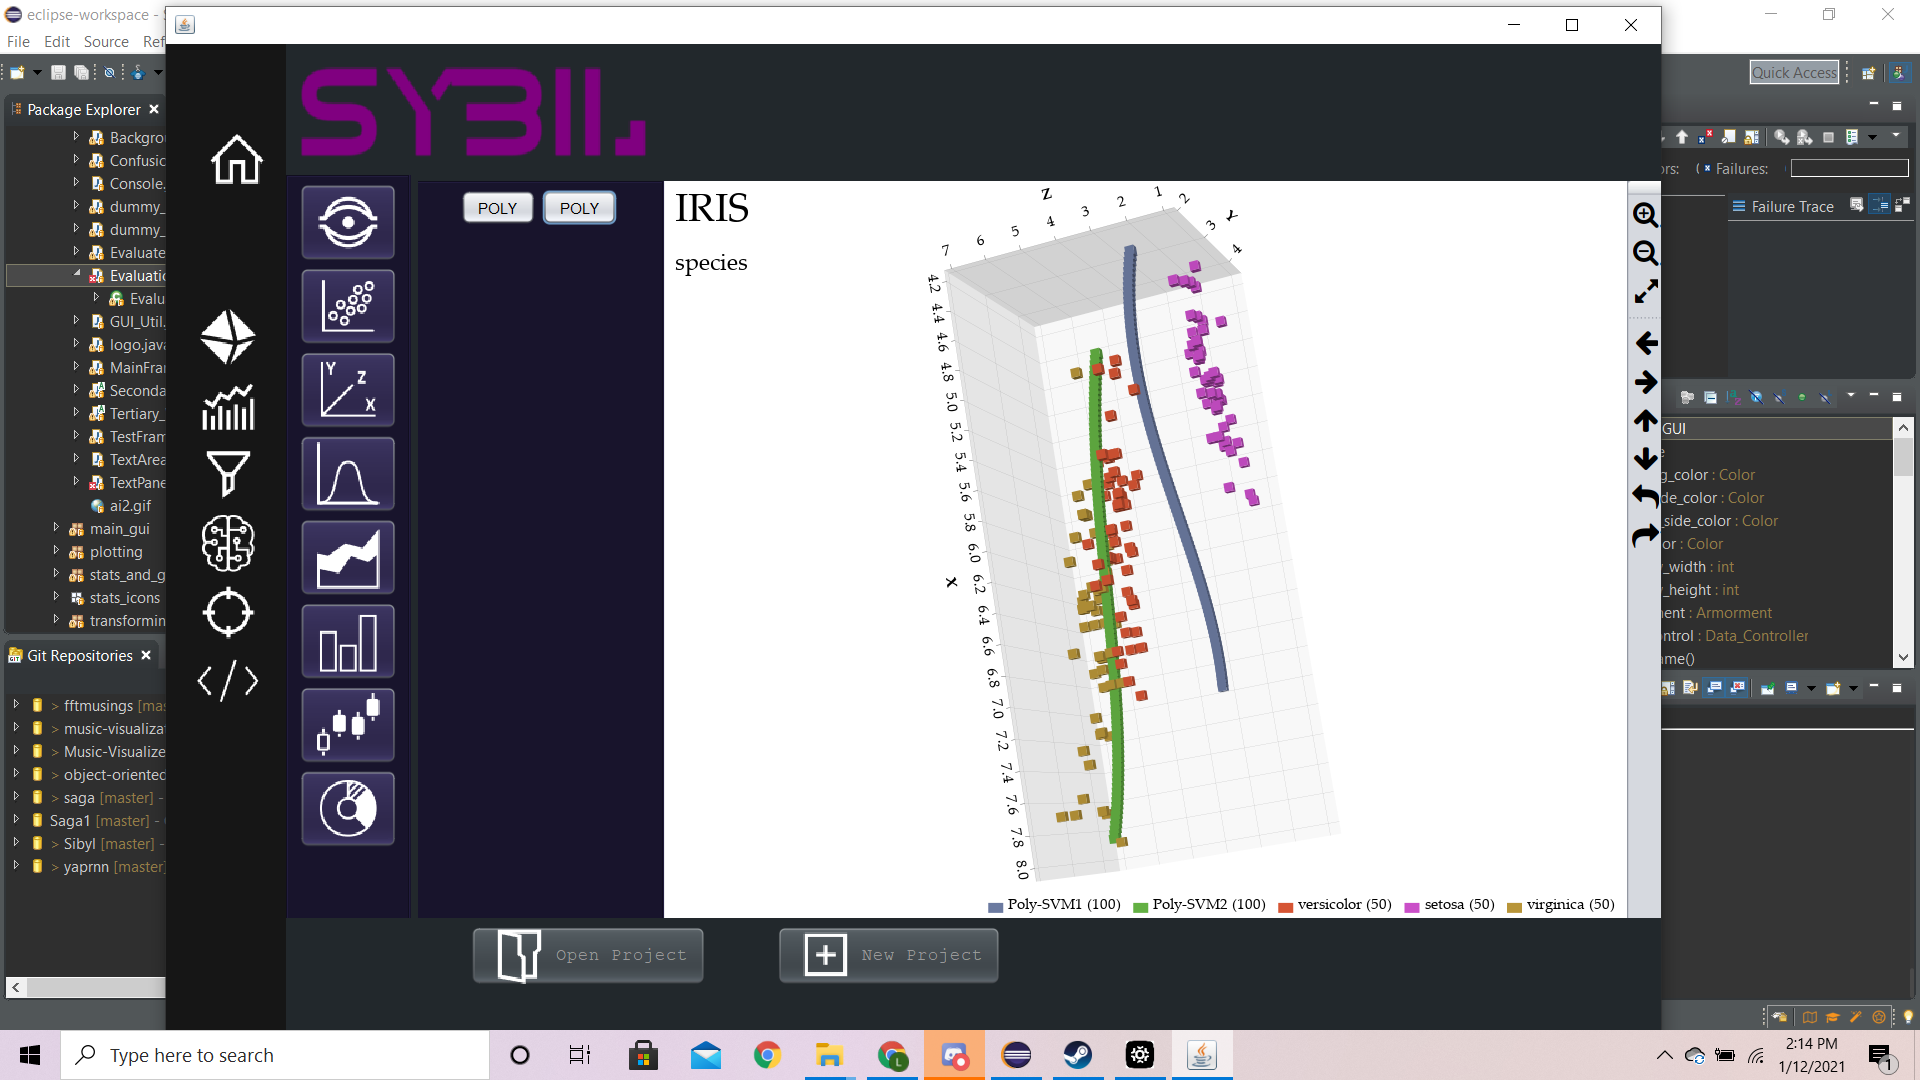 eclipse-workspace -
File Edit Source Ref
Quick Access
Package Explorer
Backgro
Confusio
Console.
dummy_
dummy_
Evaluate
Evaluatio
Evalu
GUI_Util.
logo.java
MainFra
Seconda
Tertiary_
TestFram
TextArea
TextPane
ai2.gif
main_gui
plotting
stats_and_g
stats_icons
transformin
Git Repositories
> fftmusings [mas
> music-visualizat
> Music-Visualize
> object-oriented
> saga [master] -
Saga1 [master] -
> Sibyl [master] -
> yaprnn [master]
SYBIL
Y
Z
X
POLY POLY
IRIS
species
Z
7 6 5 4 3 2 1
Y
2 3 4
X
4.2
4.4
4.6
4.8
5.0
5.2
5.4
5.6
5.8
6.0
6.2
6.4
6.6
6.8
7.0
7.2
7.4
7.6
7.8
8.0
Poly-SVM1 (100) Poly-SVM2 (100) versicolor (50) setosa (50) virginica (50)
Open Project New Project
ors: Failures:
Failure Trace
GUI
g_color : Color
de_color : Color
_side_color : Color
or : Color
_width : int
_height : int
nent : Armorment
ontrol : Data_Controller
me()
Type here to search
L
2:14 PM
1/12/2021
1